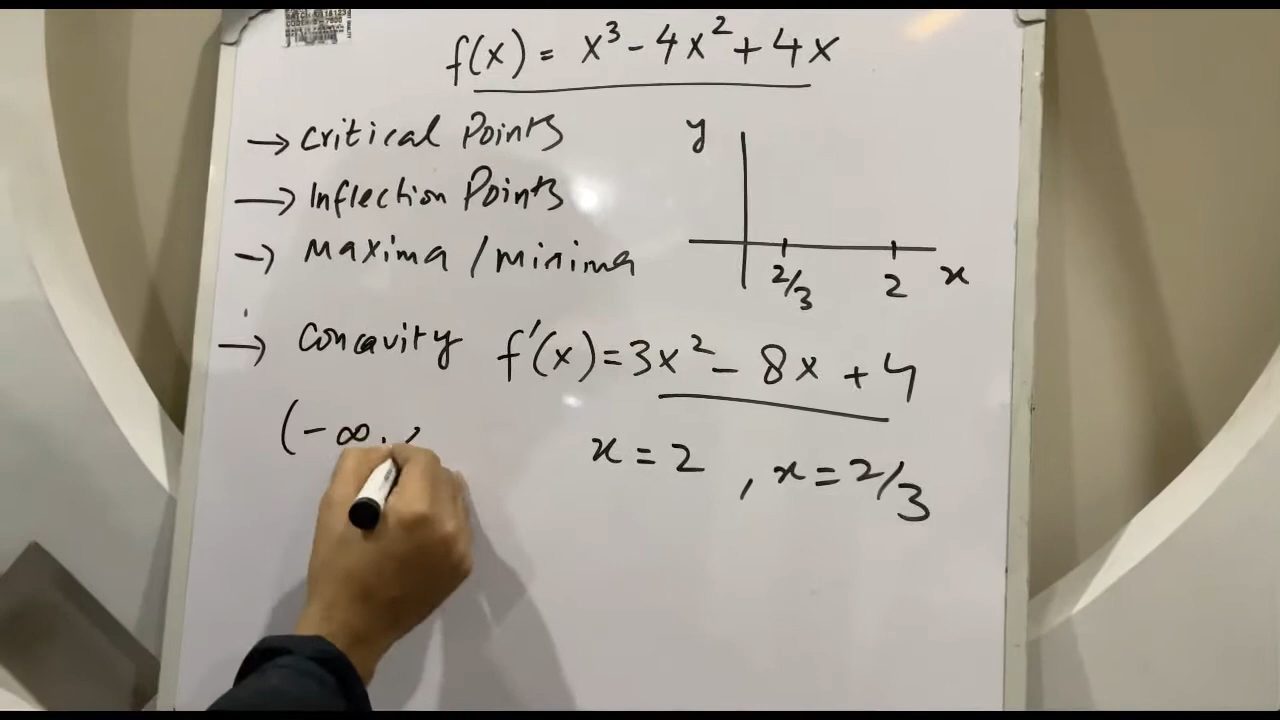 f(x) = x³ - 4x² + 4x
→ Critical Points
→ Inflection Points
→ Maxima / minima
→ Concavity
y
2/3
2
x
f'(x) = 3x² - 8x + 4
x = 2 , x = 2/3
(-∞,